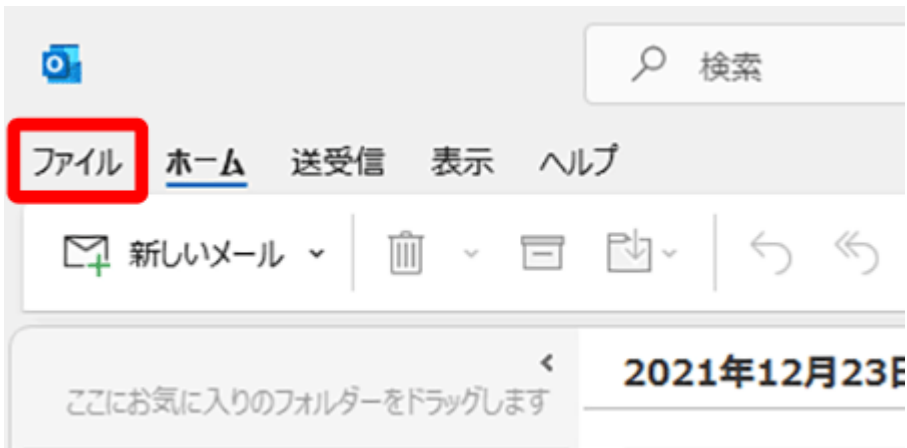 検索
ファイル ホーム 送受信 表示 ヘルプ
新しいメール
ここにお気に入りのフォルダーをドラッグします
2021年12月23日